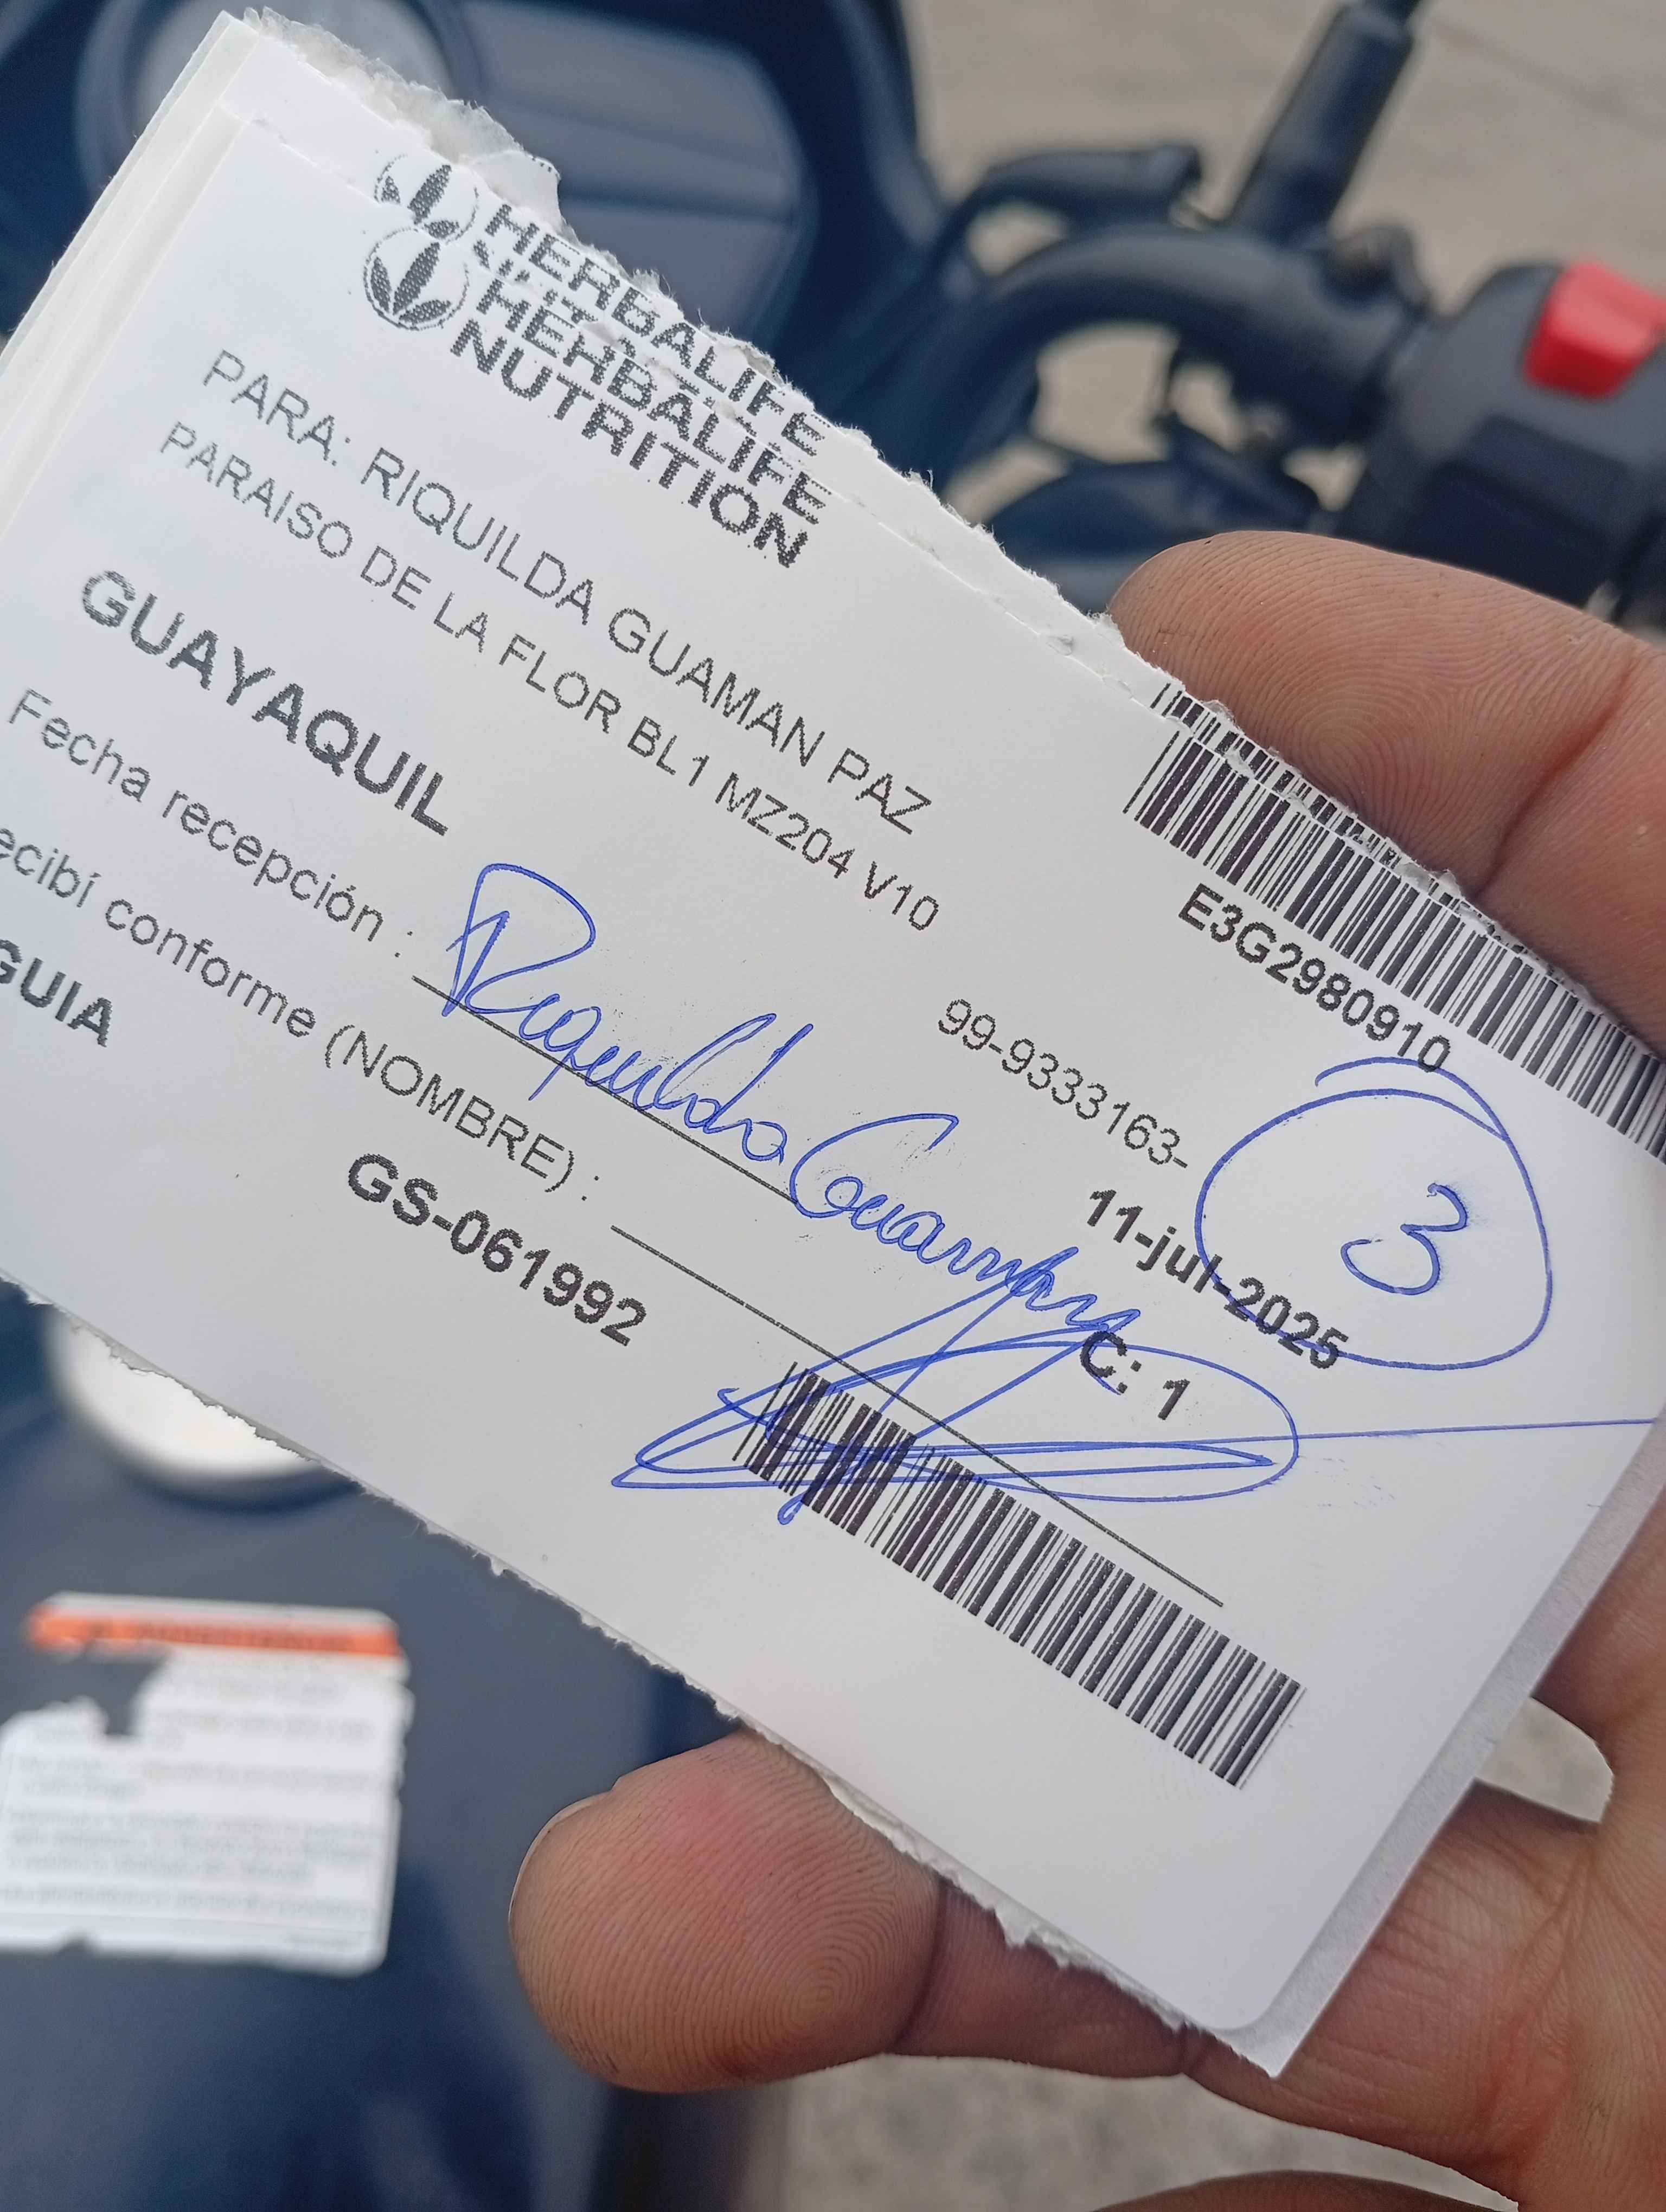 HERBALIFE
HERBALIFE
NUTRITION
PARA: RIQUILDA GUAMAN PAZ
PARAISO DE LA FLOR BL1 MZ204 V10
E3G2980910
GUAYAQUIL
99-9333163-
3
Fecha recepción : Riquilda Guaman
11-jul-2025
ecibí conforme (NOMBRE) :
C: 1
GUIA
GS-061992